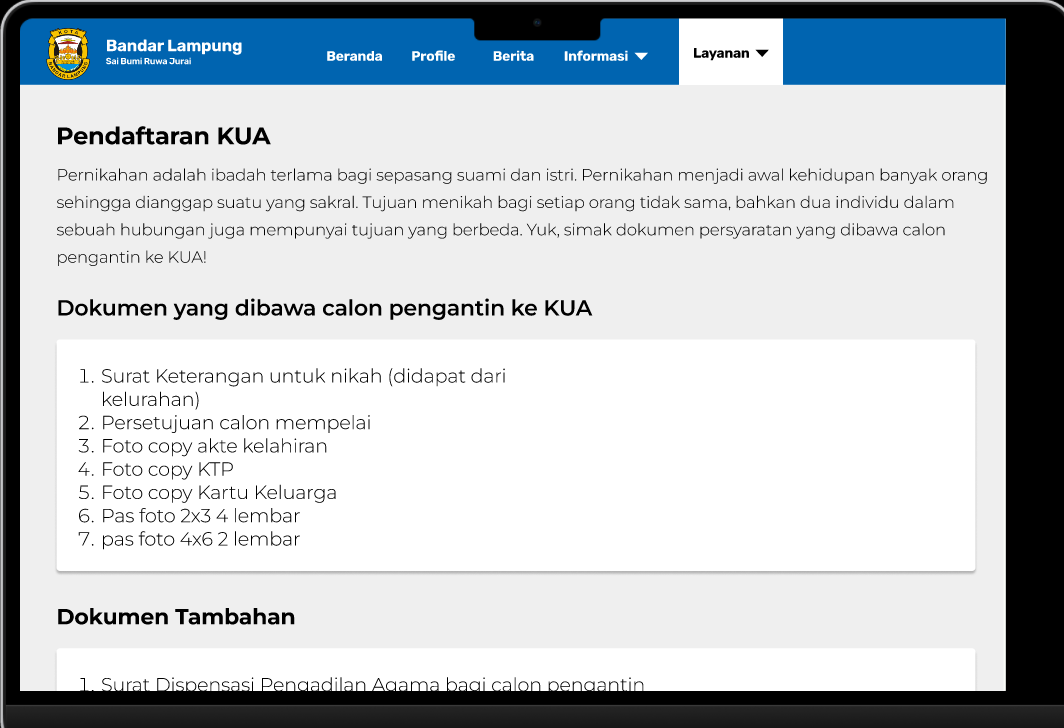 KOTA
BANDAR LAMPUNG
Bandar Lampung
Sai Bumi Ruwa Jurai
Beranda
Profile
Berita
Informasi
Layanan
Pendaftaran KUA
Pernikahan adalah ibadah terlama bagi sepasang suami dan istri. Pernikahan menjadi awal kehidupan banyak orang
sehingga dianggap suatu yang sakral. Tujuan menikah bagi setiap orang tidak sama, bahkan dua individu dalam
sebuah hubungan juga mempunyai tujuan yang berbeda. Yuk, simak dokumen persyaratan yang dibawa calon
pengantin ke KUA!
Dokumen yang dibawa calon pengantin ke KUA
1. Surat Keterangan untuk nikah (didapat dari
kelurahan)
2. Persetujuan calon mempelai
3. Foto copy akte kelahiran
4. Foto copy KTP
5. Foto copy Kartu Keluarga
6. Pas foto 2x3 4 lembar
7. pas foto 4x6 2 lembar
Dokumen Tambahan
1. Surat Dispensasi Pengadilan Agama bagi calon pengantin